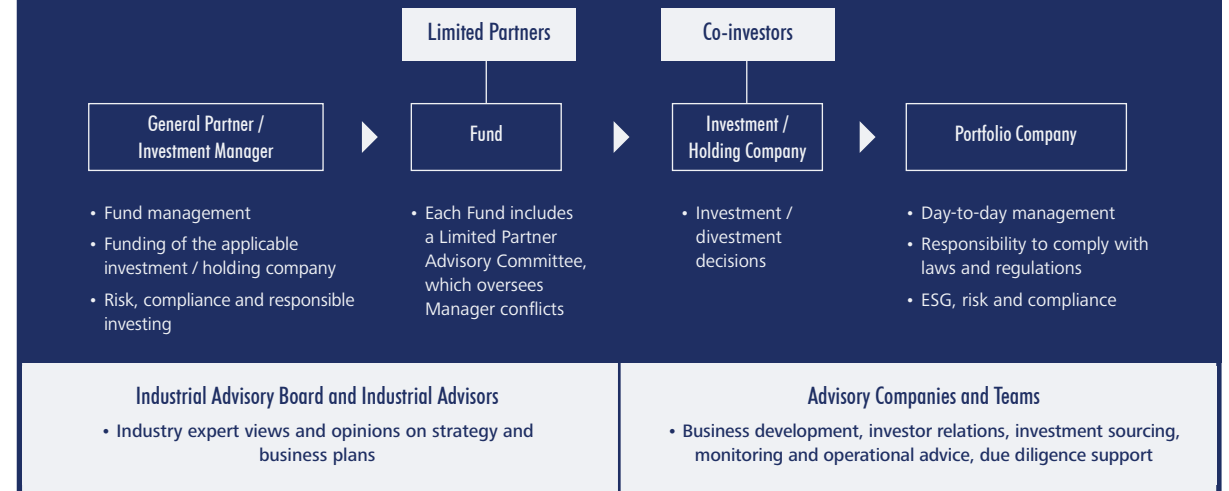 Limited Partners
Co-investors
General Partner /
Investment Manager
Fund
Investment /
Holding Company
Portfolio Company
• Fund management
• Funding of the applicable
investment / holding company
• Risk, compliance and responsible
investing
• Each Fund includes
a Limited Partner
Advisory Committee,
which oversees
Manager conflicts
• Investment /
divestment
decisions
• Day-to-day management
• Responsibility to comply with
laws and regulations
• ESG, risk and compliance
Industrial Advisory Board and Industrial Advisors
• Industry expert views and opinions on strategy and
business plans
Advisory Companies and Teams
• Business development, investor relations, investment sourcing,
monitoring and operational advice, due diligence support